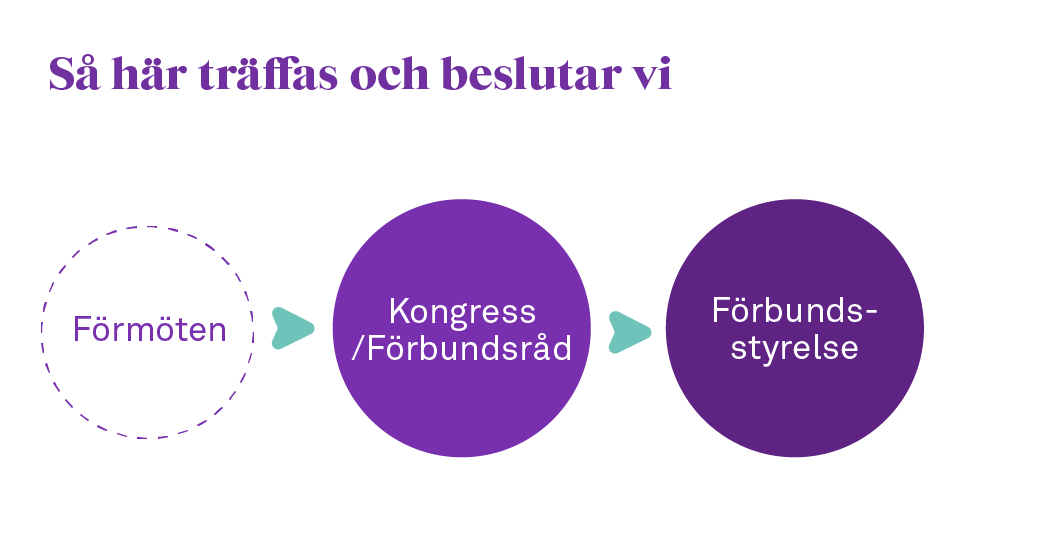 Så här träffas och beslutar vi
Förmöten
Kongress
/Förbundsråd
Förbunds-
styrelse